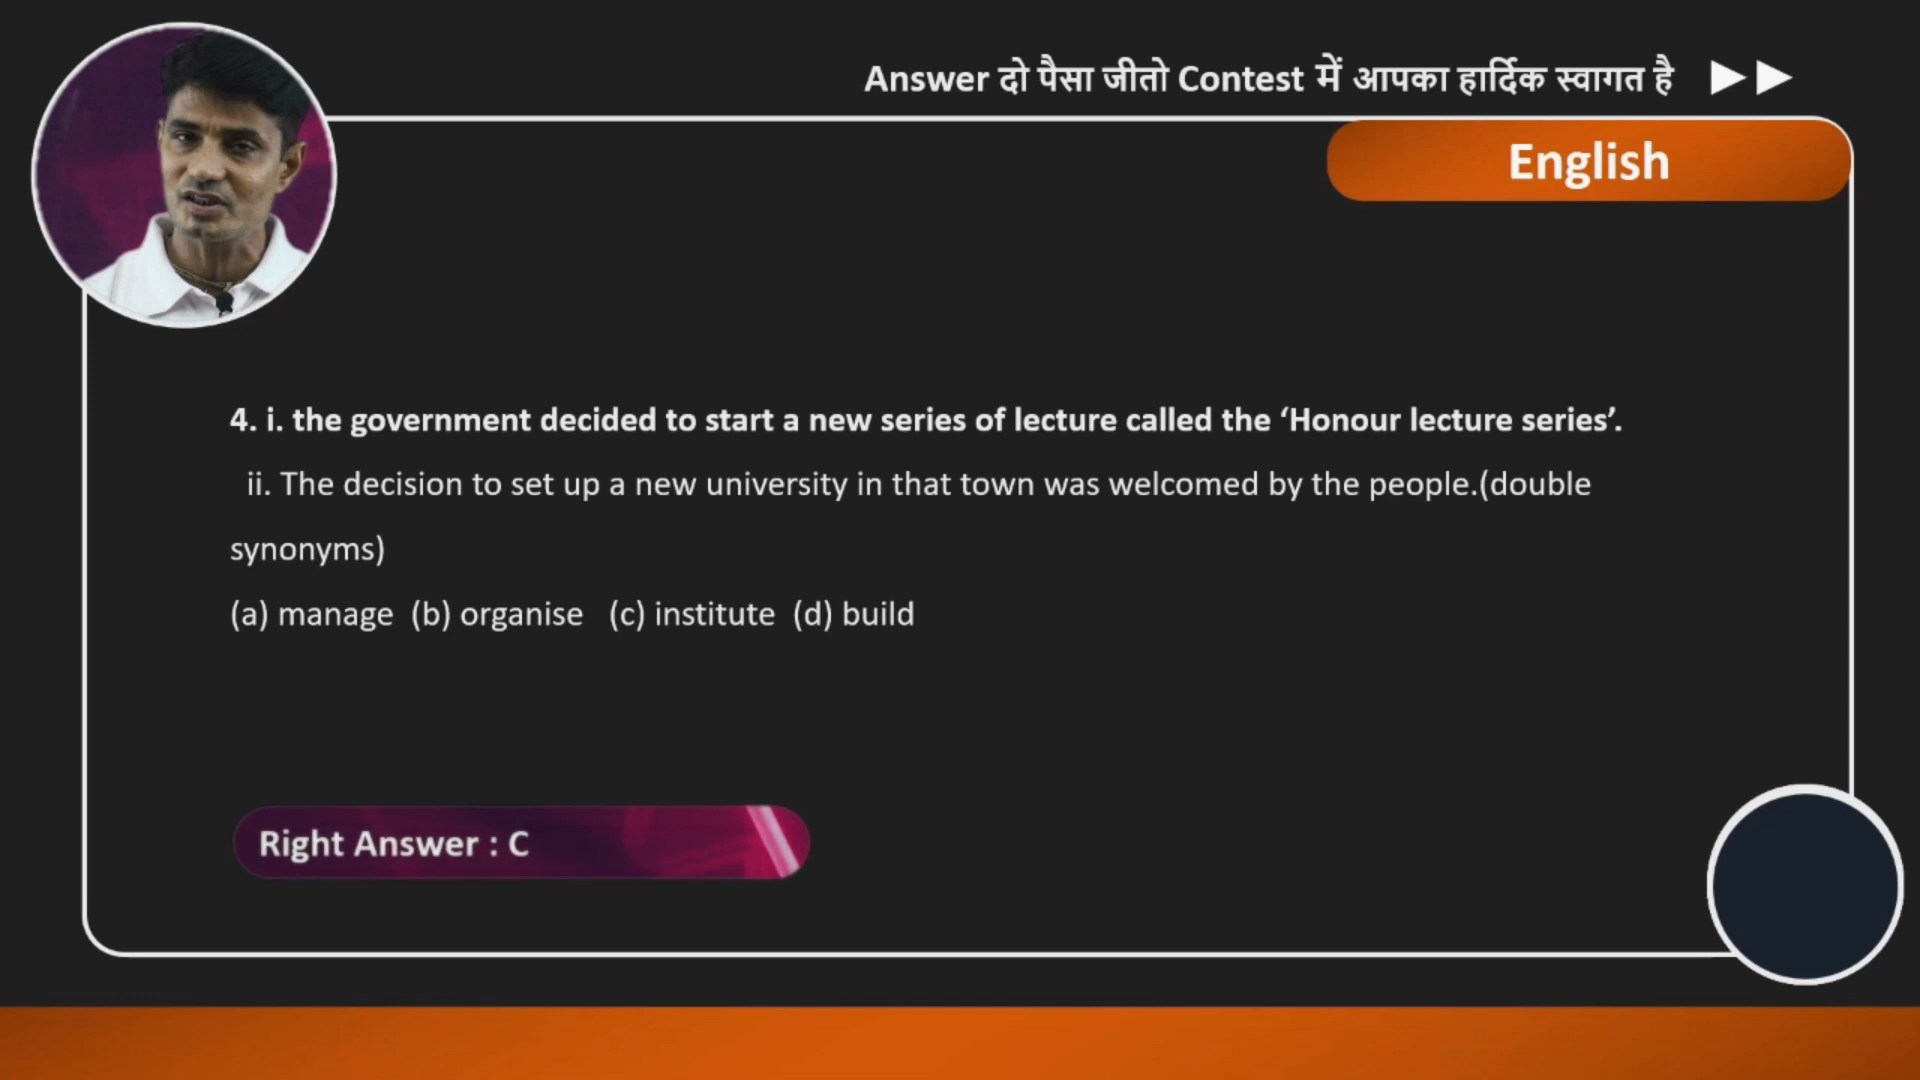 Answer दो पैसा जीतो Contest में आपका हार्दिक स्वागत है
English
4. i. the government decided to start a new series of lecture called the ‘Honour lecture series’.
ii. The decision to set up a new university in that town was welcomed by the people.(double
synonyms)
(a) manage (b) organise (c) institute (d) build
Right Answer : C